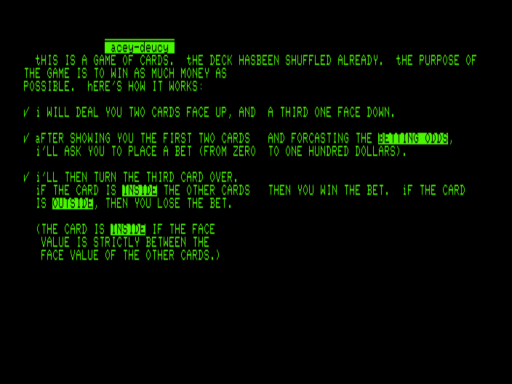 acey-deucy
tHIS IS A GAME OF CARDS. tHE DECK HASBEEN SHUFFLED ALREADY. tHE PURPOSE OF
THE GAME IS TO WIN AS MUCH MONEY AS
POSSIBLE. hERE'S HOW IT WORKS:
√ i WILL DEAL YOU TWO CARDS FACE UP, AND A THIRD ONE FACE DOWN.
√ aFTER SHOWING YOU THE FIRST TWO CARDS AND FORCASTING THE BETTING ODDS,
i'LL ASK YOU TO PLACE A BET (FROM ZERO TO ONE HUNDRED DOLLARS).
√ i'LL THEN TURN THE THIRD CARD OVER.
iF THE CARD IS INSIDE THE OTHER CARDS THEN YOU WIN THE BET. iF THE CARD
IS OUTSIDE, THEN YOU LOSE THE BET.
(THE CARD IS INSIDE IF THE FACE
VALUE IS STRICTLY BETWEEN THE
FACE VALUE OF THE OTHER CARDS.)